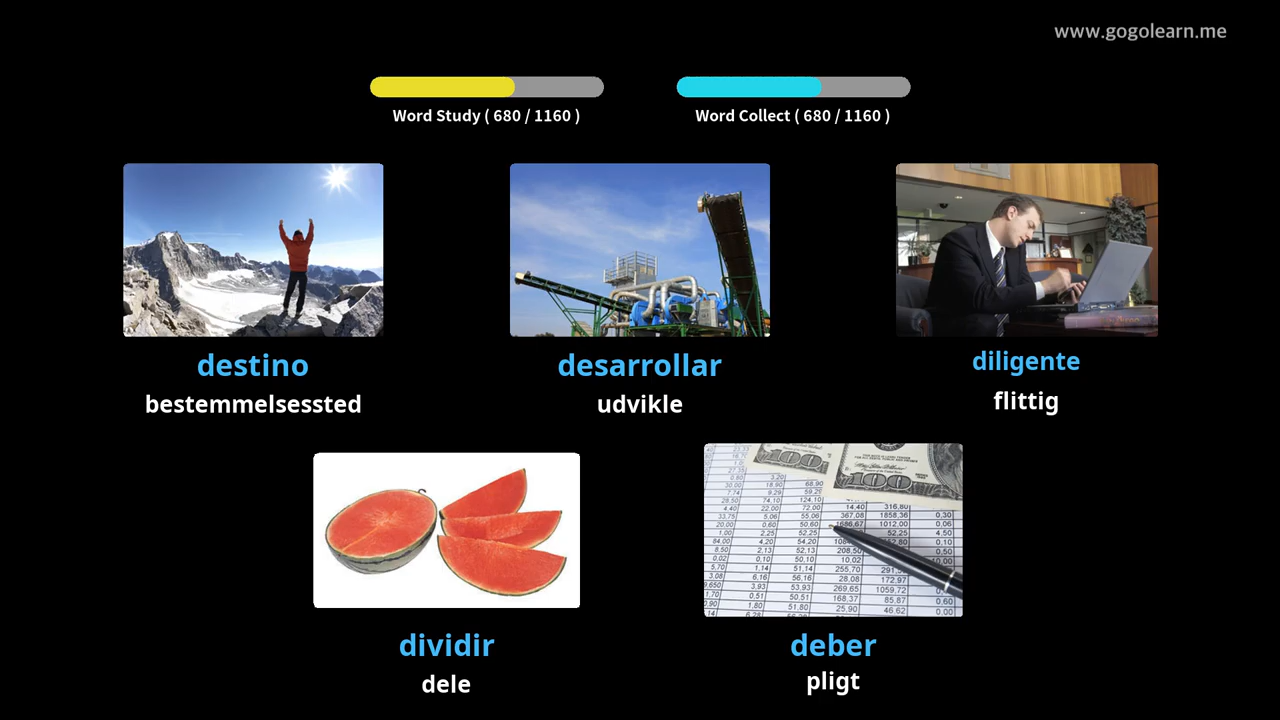 www.gogolearn.me
Word Study ( 680 / 1160 )
Word Collect ( 680 / 1160 )
destino
desarrollar
diligente
bestemmelsessted
udvikle
flittig
dividir
deber
dele
pligt